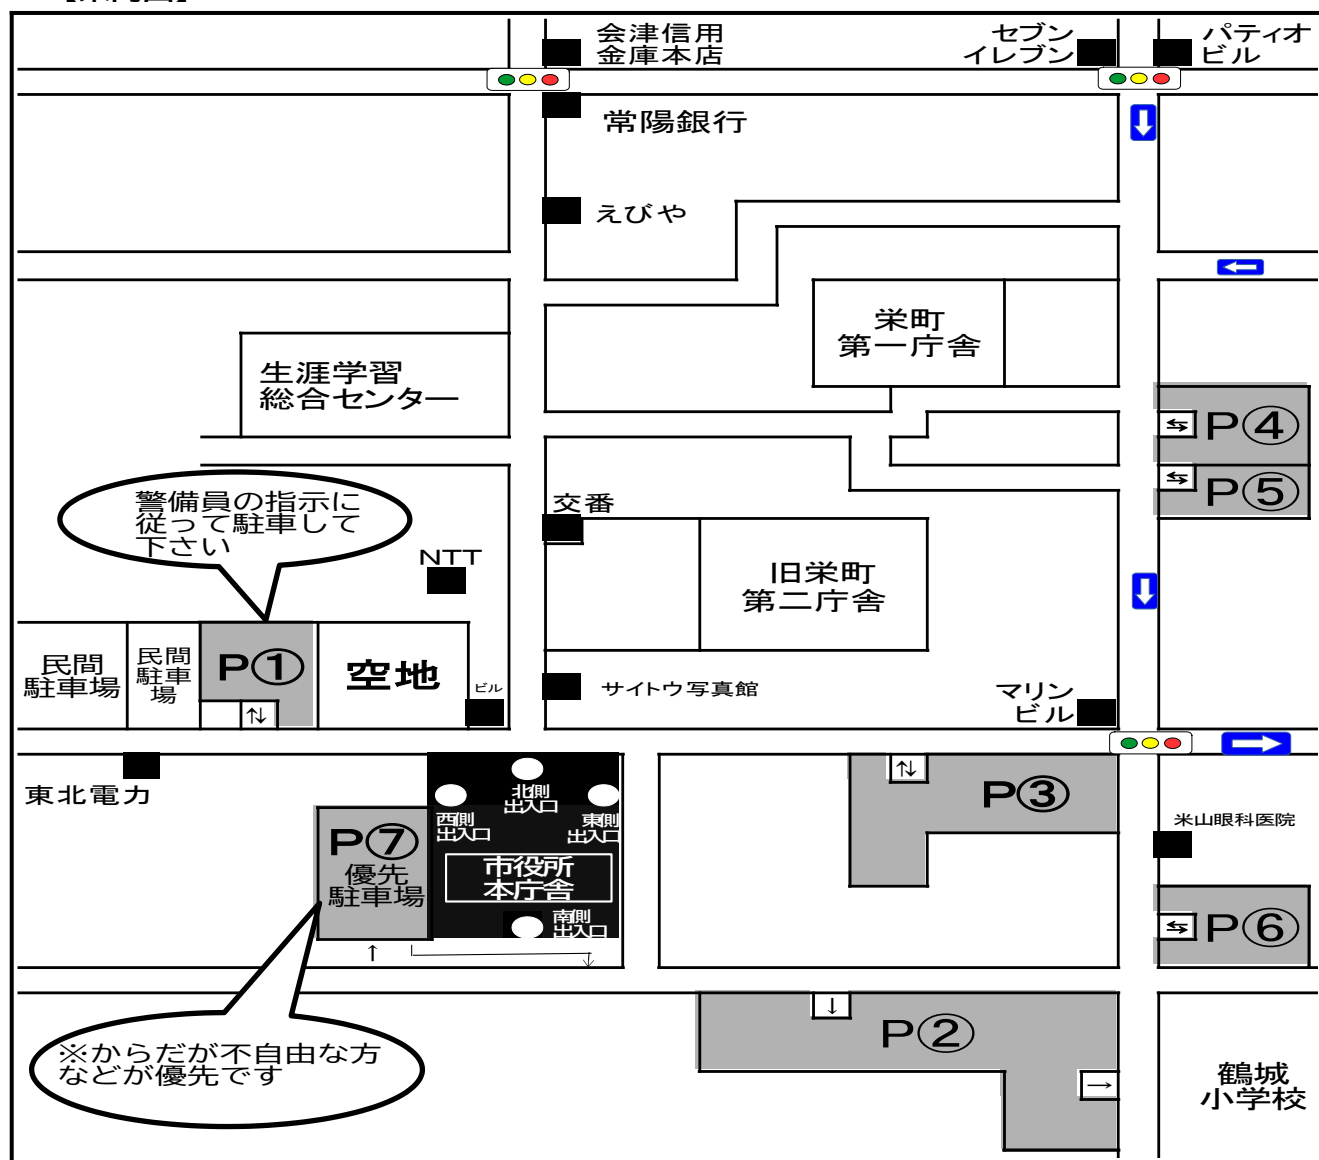 会津信用
金庫本店
セブン
イレブン
パティオ
ビル
常陽銀行
えびや
栄町
第一庁舎
生涯学習
総合センター
P④
P⑤
警備員の指示に
従って駐車して
下さい
交番
NTT
旧栄町
第二庁舎
民間
駐車場
民間
駐車
場
P①
空地
ビル
サイトウ写真館
マリン
ビル
東北電力
北側
出入口
西側
出入口
東側
出入口
P③
米山眼科医院
P⑦
優先
駐車場
市役所
本庁舎
南側
出入口
P⑥
※からだが不自由な方
などが優先です
P②
鶴城
小学校